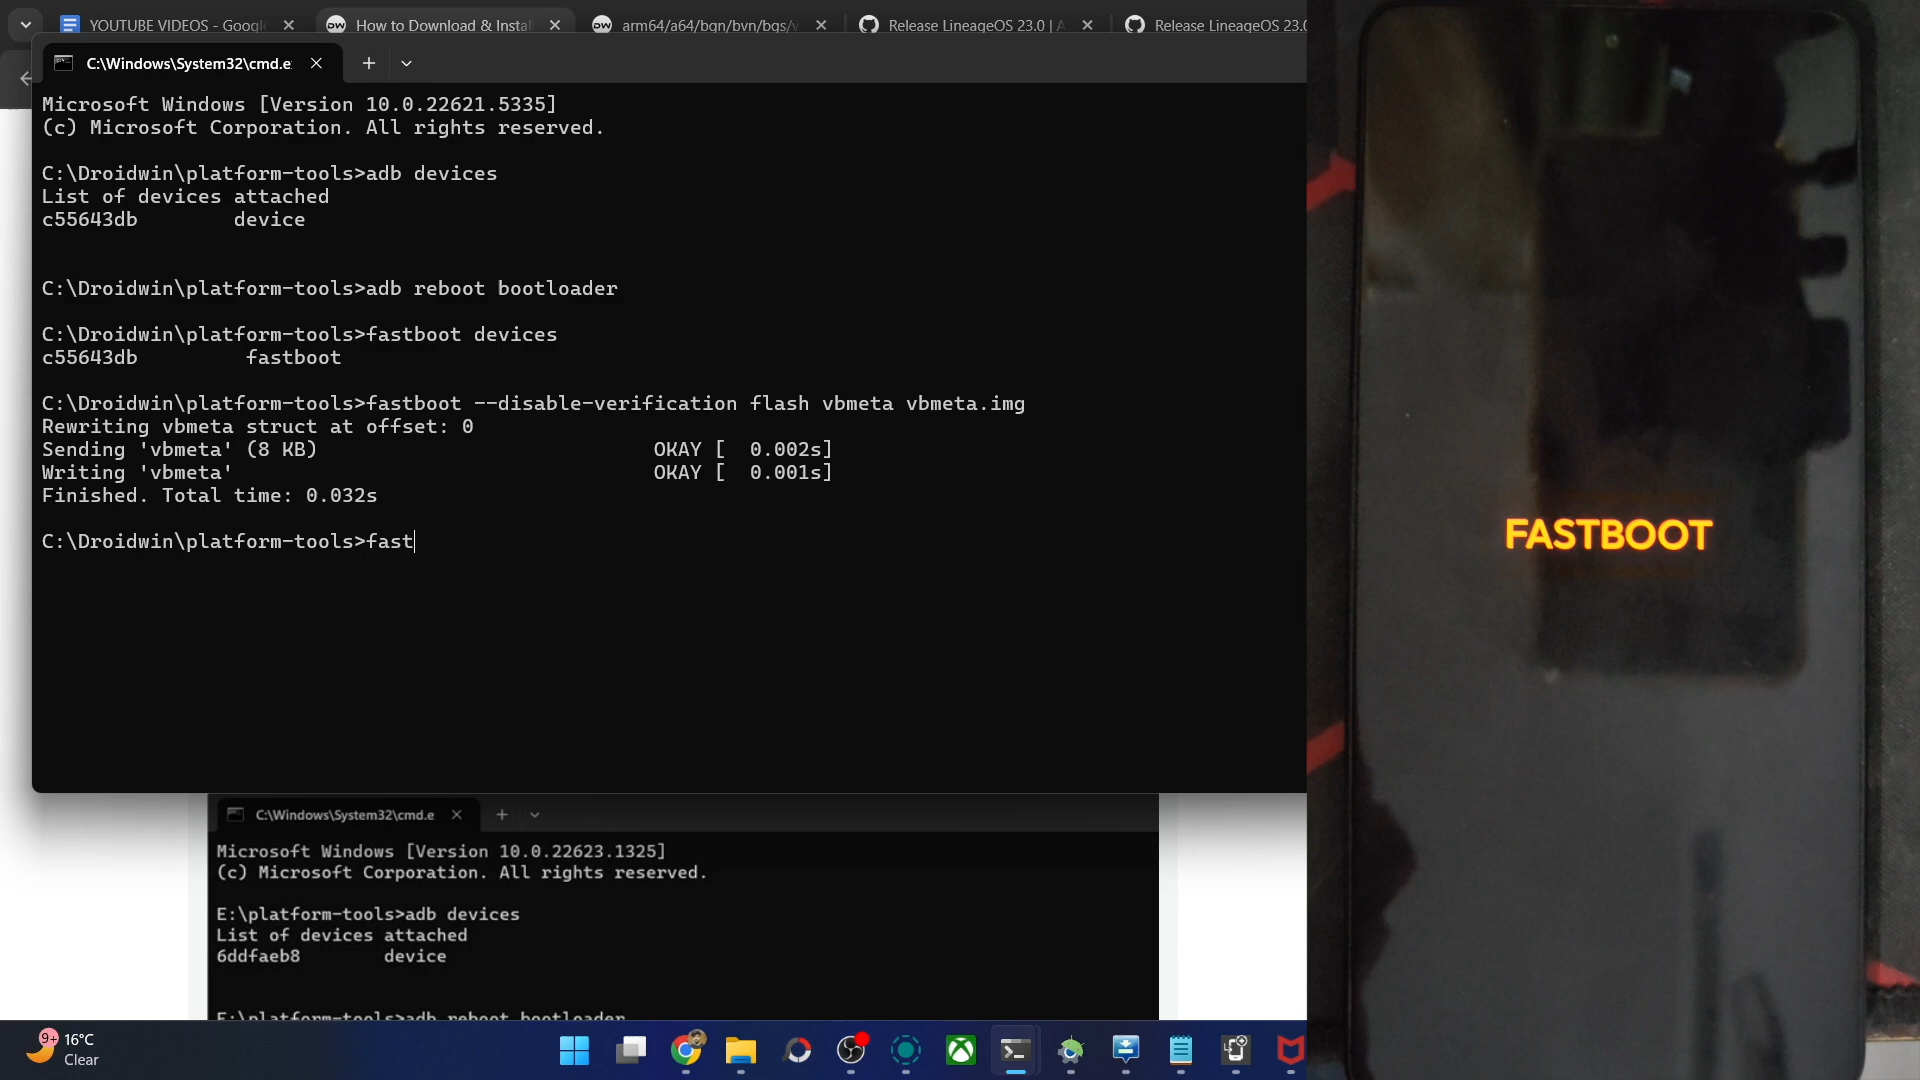 YOUTUBE VIDEOS - Googl
How to Download & Instal
arm64/a64/bgn/bvn/bgs/v
Release LineageOS 23.0 | A
Release LineageOS 23.0
C:\Windows\System32\cmd.e
Microsoft Windows [Version 10.0.22621.5335]
(c) Microsoft Corporation. All rights reserved.
C:\Droidwin\platform-tools>adb devices
List of devices attached
c55643db device
C:\Droidwin\platform-tools>adb reboot bootloader
C:\Droidwin\platform-tools>fastboot devices
c55643db fastboot
C:\Droidwin\platform-tools>fastboot --disable-verification flash vbmeta vbmeta.img
Rewriting vbmeta struct at offset: 0
Sending 'vbmeta' (8 KB) OKAY [ 0.002s]
Writing 'vbmeta' OKAY [ 0.001s]
Finished. Total time: 0.032s
C:\Droidwin\platform-tools>fast
FASTBOOT
C:\Windows\System32\cmd.e
Microsoft Windows [Version 10.0.22623.1325]
(c) Microsoft Corporation. All rights reserved.
E:\platform-tools>adb devices
List of devices attached
6ddfaeb8 device
E:\platform-tools>adb reboot bootloader
9+ 16°C
Clear